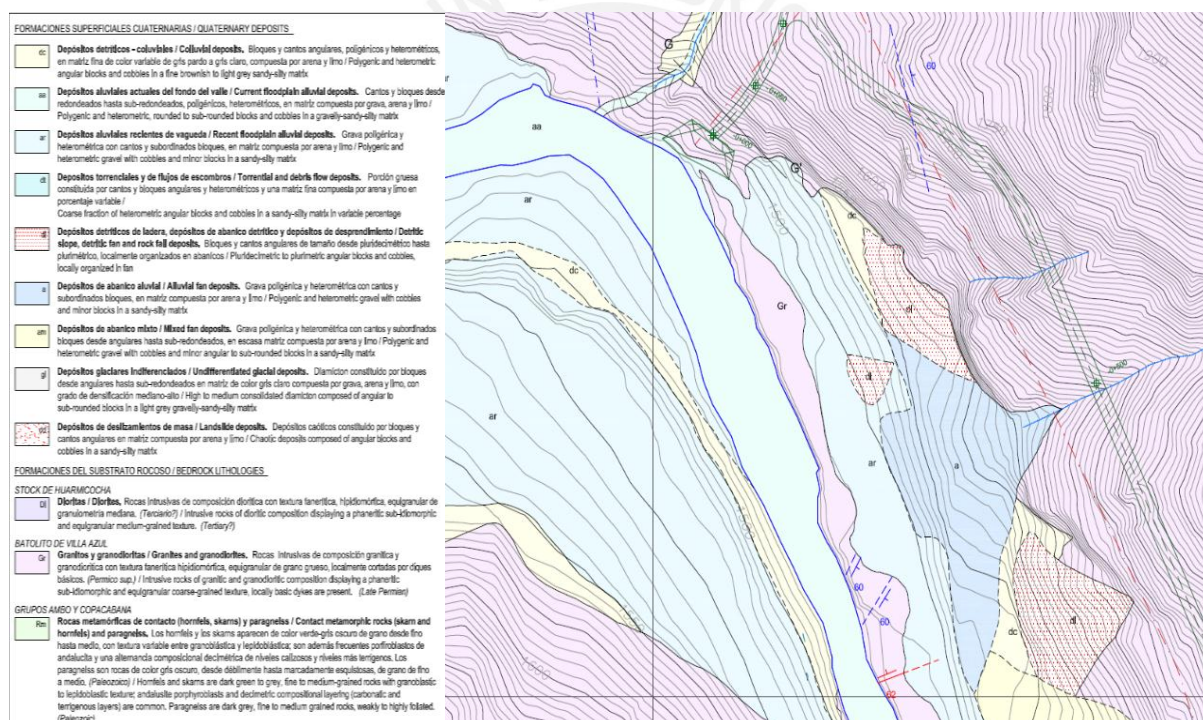 FORMACIONES SUPERFICIALES CUATERNARIAS / QUATERNARY DEPOSITS
dc
Depósitos detríticos – coluviales / Colluvial deposits. Bloques y cantos angulares, poligénicos y heterométricos,
en matriz fina de color variable de gris pardo a gris claro, compuesta por arena y limo / Polygenic and heterometric
angular blocks and cobbles in a fine brownish to light grey sandy-silty matrix
aa
Depósitos aluviales actuales del fondo del valle / Current floodplain alluvial deposits. Cantos y bloques desde
redondeados hasta sub-redondeados, poligénicos, heterométricos, en matriz compuesta por grava, arena y limo /
Polygenic and heterometric, rounded to sub-rounded blocks and cobbles in a gravelly-sandy-silty matrix
ar
Depósitos aluviales recientes de vaguada / Recent floodplain alluvial deposits. Grava poligénica y
heterométrica con cantos y subordinados bloques, en matriz compuesta por arena y limo / Polygenic and
heterometric gravel with cobbles and minor blocks in a sandy-silty matrix
dt
Depositos torrenciales y de flujos de escombros / Torrential and debris flow deposits. Porción gruesa
constituida por cantos y bloques angulares y heterométricos y una matriz fina compuesta por arena y limo en
porcentaje variable /
Coarse fraction of heterometric angular blocks and cobbles in a sandy-silty matrix in variable percentage
Depósitos detríticos de ladera, depósitos de abanico detrítico y depósitos de desprendimiento / Detritic
slope, detritic fan and rock fall deposits. Bloques y cantos angulares de tamaño desde pluridecimétrico hasta
plurimétrico, localmente organizados en abanicos / Pluridecimetric to plurimetric angular blocks and cobbles,
locally organized in fan
a
Depósitos de abanico aluvial / Alluvial fan deposits. Grava poligénica y heterométrica con cantos y
subordinados bloques, en matriz compuesta por arena y limo / Polygenic and heterometric gravel with cobbles
and minor blocks in a sandy-silty matrix
am
Depósitos de abanico mixto / Mixed fan deposits. Grava poligénica y heterométrica con cantos y subordinados
bloques desde angulares hasta sub-redondeados, en escasa matriz compuesta por arena y limo / Polygenic and
heterometric gravel with cobbles and minor angular to sub-rounded blocks in a sandy-silty matrix
gl
Depósitos glaciares indiferenciados / Undifferentiated glacial deposits. Diamicton constituido por bloques
desde angulares hasta sub-redondeados en matriz de color gris claro compuesta por grava, arena y limo, con
grado de densificación mediano-alto / High to medium consolidated diamicton composed of angular to
sub-rounded blocks in a light grey gravelly-sandy-silty matrix
Depósitos de deslizamientos de masa / Landslide deposits. Depósitos caóticos constituido por bloques y
cantos angulares en matriz compuesta por arena y limo / Chaotic deposits composed of angular blocks and
cobbles in a sandy-silty matrix
FORMACIONES DEL SUBSTRATO ROCOSO / BEDROCK LITHOLOGIES
STOCK DE HUARMICOCHA
Di
Dioritas / Diorites. Rocas intrusivas de composición diorítica con textura fanerítica, hipidiomórfica, equigranular de
granulometría mediana. (Terciario?) / Intrusive rocks of dioritic composition displaying a phaneritic sub-idiomorphic
and equigranular medium-grained texture. (Tertiary?)
BATOLITO DE VILLA AZUL
Gr
Granitos y granodioritas / Granites and granodiorites. Rocas intrusivas de composición granítica y
granodiorítica con textura fanerítica hipidiomórfica, equigranular de grano grueso, localmente cortadas por diques
básicos. (Permico sup.) / Intrusive rocks of granitic and granodioritic composition displaying a phaneritic
sub-idiomorphic and equigranular coarse-grained texture, locally basic dykes are present. (Late Permian)
GRUPOS AMBO Y COPACABANA
Rm
Rocas metamórficas de contacto (hornfels, skarns) y paragneiss / Contact metamorphic rocks (skarn and
hornfels) and paragneiss. Los hornfels y los skarns aparecen de color verde-gris oscuro de grano desde fino
hasta medio, con textura variable entre granoblástica y lepidoblástica; son además frecuentes porfiroblastos de
andalucita y una alternancia composicional decimétrica de niveles calizosos y niveles más terrígenos. Los
paragneiss son rocas de color gris oscuro, desde débilmente hasta marcadamente esquistosas, de grano de fino
a medio. (Paleozoico) / Hornfels and skarns are dark green to grey, fine to medium-grained rocks with granoblastic
to lepidoblastic texture; andalusite porphyroblasts and decimetric compositional layering (carbonatic and
terrigenous layers) are common. Paragneiss are dark grey, fine to medium grained rocks, weakly to highly foliated.
(Paleozoic)
G
60
aa
ar
G'
1500
dc
ar
dc
Gr
dl
dt
ar
ar
a
60
60
dc
dl
62
1500